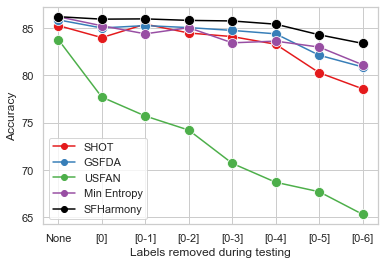 85
80
75
70
65
Accuracy
SHOT
GSFDA
USFAN
Min Entropy
SFHarmony
None [0] [0-1] [0-2] [0-3] [0-4] [0-5] [0-6]
Labels removed during testing